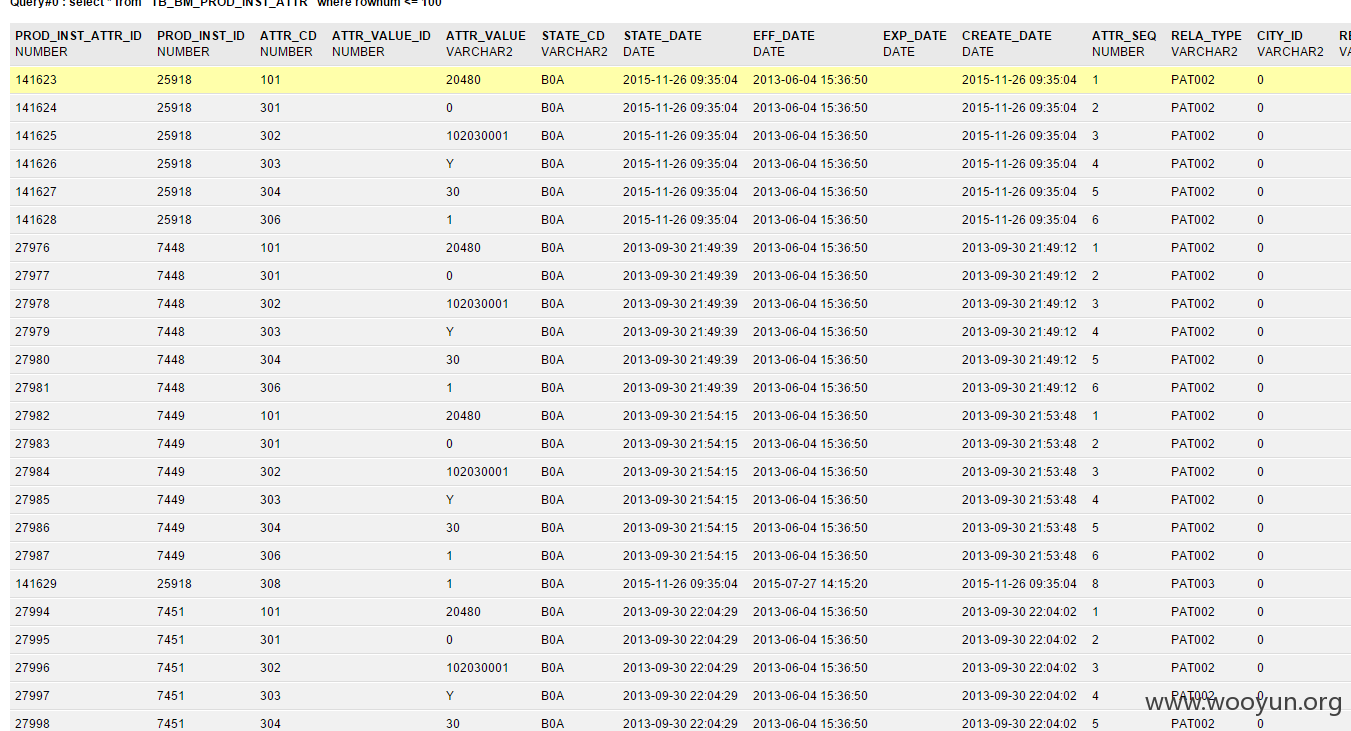 Query#0 : select * from "TB_BM_PROD_INST_ATTR" where rownum <= 100
PROD_INST_ATTR_ID PROD_INST_ID ATTR_CD ATTR_VALUE_ID ATTR_VALUE STATE_CD STATE_DATE EFF_DATE EXP_DATE CREATE_DATE ATTR_SEQ RELA_TYPE CITY_ID
NUMBER NUMBER NUMBER NUMBER VARCHAR2 VARCHAR2 DATE DATE DATE DATE NUMBER VARCHAR2 VARCHAR2
141623 25918 101 20480 B0A 2015-11-26 09:35:04 2013-06-04 15:36:50 2015-11-26 09:35:04 1 PAT002 0
141624 25918 301 0 B0A 2015-11-26 09:35:04 2013-06-04 15:36:50 2015-11-26 09:35:04 2 PAT002 0
141625 25918 302 102030001 B0A 2015-11-26 09:35:04 2013-06-04 15:36:50 2015-11-26 09:35:04 3 PAT002 0
141626 25918 303 Y B0A 2015-11-26 09:35:04 2013-06-04 15:36:50 2015-11-26 09:35:04 4 PAT002 0
141627 25918 304 30 B0A 2015-11-26 09:35:04 2013-06-04 15:36:50 2015-11-26 09:35:04 5 PAT002 0
141628 25918 306 1 B0A 2015-11-26 09:35:04 2013-06-04 15:36:50 2015-11-26 09:35:04 6 PAT002 0
27976 7448 101 20480 B0A 2013-09-30 21:49:39 2013-06-04 15:36:50 2013-09-30 21:49:12 1 PAT002 0
27977 7448 301 0 B0A 2013-09-30 21:49:39 2013-06-04 15:36:50 2013-09-30 21:49:12 2 PAT002 0
27978 7448 302 102030001 B0A 2013-09-30 21:49:39 2013-06-04 15:36:50 2013-09-30 21:49:12 3 PAT002 0
27979 7448 303 Y B0A 2013-09-30 21:49:39 2013-06-04 15:36:50 2013-09-30 21:49:12 4 PAT002 0
27980 7448 304 30 B0A 2013-09-30 21:49:39 2013-06-04 15:36:50 2013-09-30 21:49:12 5 PAT002 0
27981 7448 306 1 B0A 2013-09-30 21:49:39 2013-06-04 15:36:50 2013-09-30 21:49:12 6 PAT002 0
27982 7449 101 20480 B0A 2013-09-30 21:54:15 2013-06-04 15:36:50 2013-09-30 21:53:48 1 PAT002 0
27983 7449 301 0 B0A 2013-09-30 21:54:15 2013-06-04 15:36:50 2013-09-30 21:53:48 2 PAT002 0
27984 7449 302 102030001 B0A 2013-09-30 21:54:15 2013-06-04 15:36:50 2013-09-30 21:53:48 3 PAT002 0
27985 7449 303 Y B0A 2013-09-30 21:54:15 2013-06-04 15:36:50 2013-09-30 21:53:48 4 PAT002 0
27986 7449 304 30 B0A 2013-09-30 21:54:15 2013-06-04 15:36:50 2013-09-30 21:53:48 5 PAT002 0
27987 7449 306 1 B0A 2013-09-30 21:54:15 2013-06-04 15:36:50 2013-09-30 21:53:48 6 PAT002 0
141629 25918 308 1 B0A 2015-11-26 09:35:04 2015-07-27 14:15:20 2015-11-26 09:35:04 8 PAT003 0
27994 7451 101 20480 B0A 2013-09-30 22:04:29 2013-06-04 15:36:50 2013-09-30 22:04:02 1 PAT002 0
27995 7451 301 0 B0A 2013-09-30 22:04:29 2013-06-04 15:36:50 2013-09-30 22:04:02 2 PAT002 0
27996 7451 302 102030001 B0A 2013-09-30 22:04:29 2013-06-04 15:36:50 2013-09-30 22:04:02 3 PAT002 0
27997 7451 303 Y B0A 2013-09-30 22:04:29 2013-06-04 15:36:50 2013-09-30 22:04:02 4 PAT002 0
27998 7451 304 30 B0A 2013-09-30 22:04:29 2013-06-04 15:36:50 2013-09-30 22:04:02 5 PAT002 0
www.wooyun.org